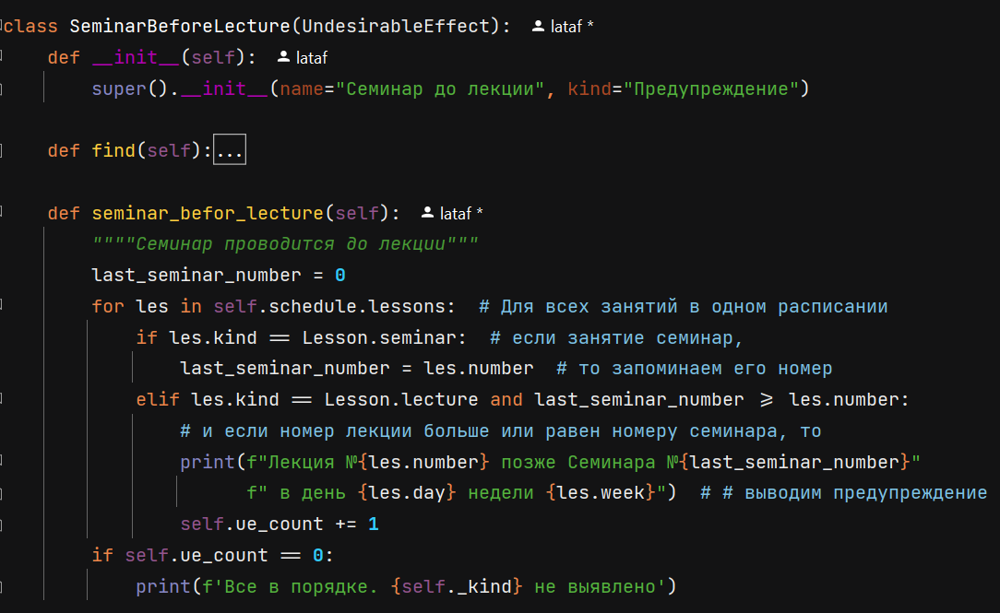 class SeminarBeforeLecture(UndesirableEffect): lataf *
def __init__(self): lataf
super().__init__(name="Семинар до лекции", kind="Предупреждение")
def find(self):...
def seminar_befor_lecture(self): lataf *
""""Семинар проводится до лекции"""
last_seminar_number = 0
for les in self.schedule.lessons: # Для всех занятий в одном расписании
if les.kind == Lesson.seminar: # если занятие семинар,
last_seminar_number = les.number # то запоминаем его номер
elif les.kind == Lesson.lecture and last_seminar_number >= les.number:
# и если номер лекции больше или равен номеру семинара, то
print(f"Лекция №{les.number} позже Семинара №{last_seminar_number}"
f" в день {les.day} недели {les.week}") # # выводим предупреждение
self.ue_count += 1
if self.ue_count == 0:
print(f'Все в порядке. {self._kind} не выявлено')